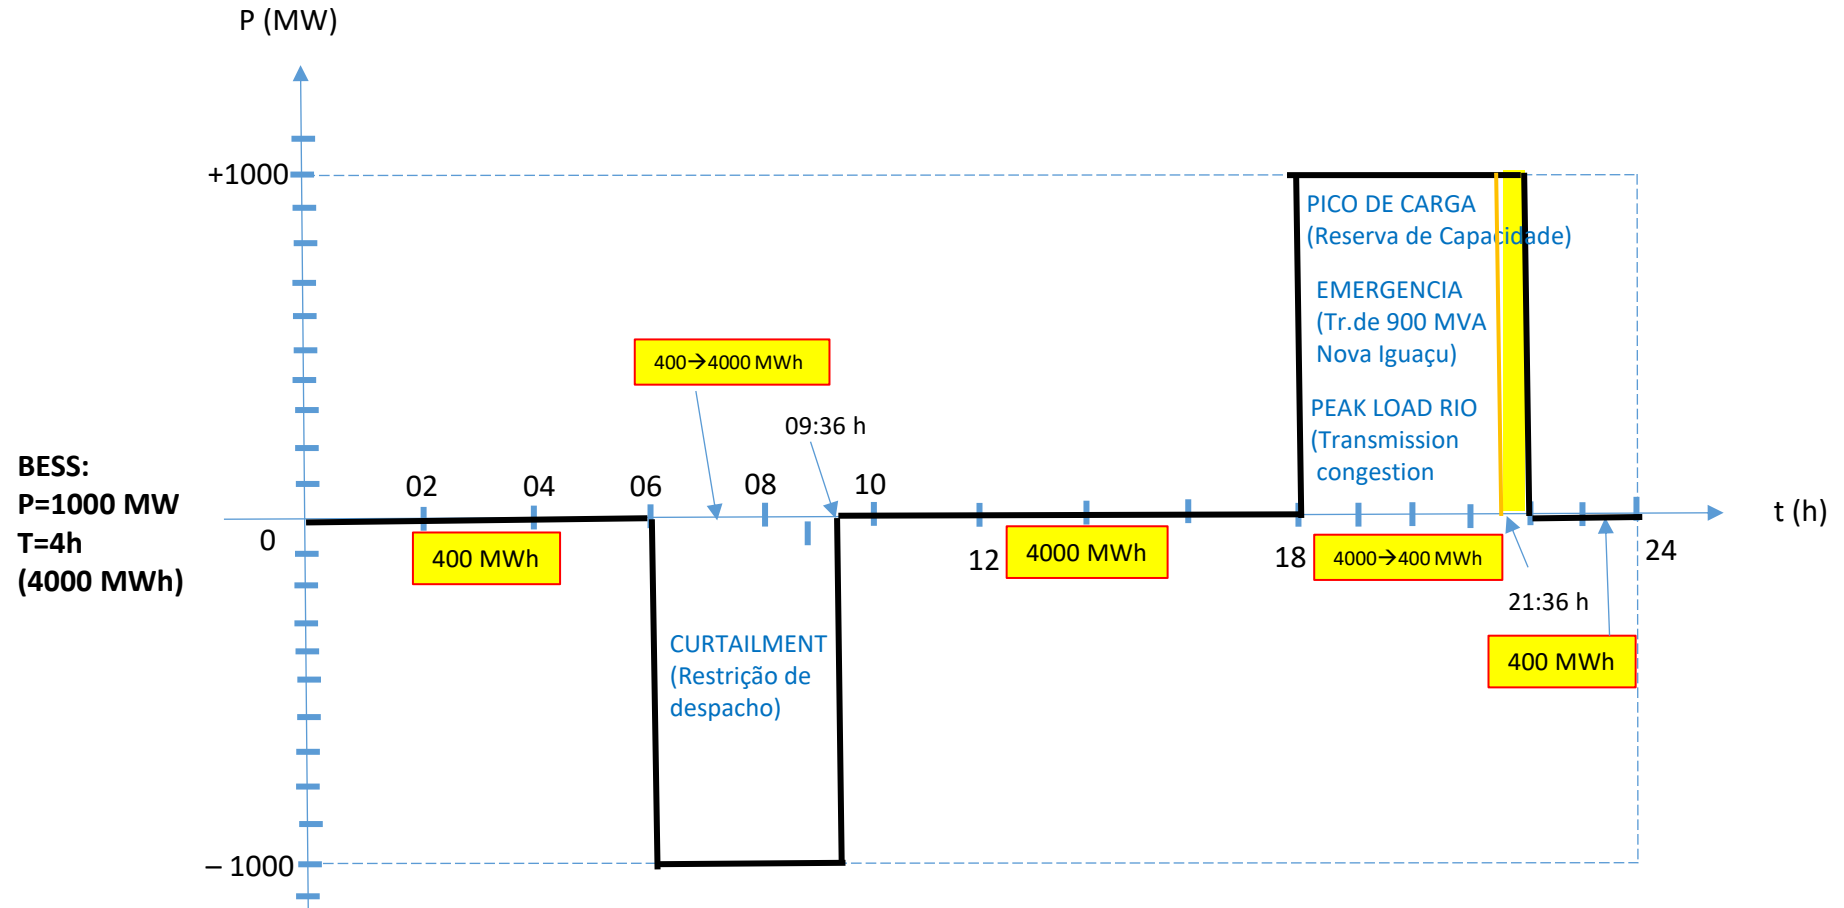 P (MW)
+1000
PICO DE CARGA
(Reserva de Capacidade)
EMERGENCIA
(Tr.de 900 MVA
Nova Iguaçu)
PEAK LOAD RIO
(Transmission
congestion
400→4000 MWh
09:36 h
BESS:
P=1000 MW
T=4h
(4000 MWh)
02
04
06
08
10
0
t (h)
400 MWh
12
4000 MWh
18
4000→400 MWh
24
21:36 h
400 MWh
CURTAILMENT
(Restrição de
despacho)
– 1000